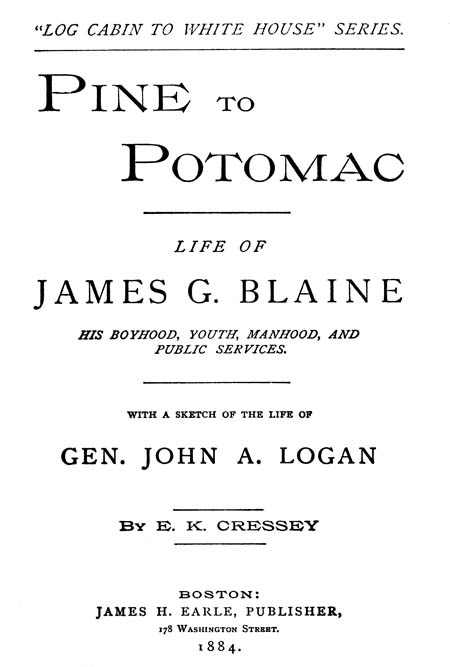 "LOG CABIN TO WHITE HOUSE" SERIES.
PINE TO
POTOMAC
LIFE OF
JAMES G. BLAINE
HIS BOYHOOD, YOUTH, MANHOOD, AND
PUBLIC SERVICES.
WITH A SKETCH OF THE LIFE OF
GEN. JOHN A. LOGAN
BY E. K. CRESSEY
BOSTON:
JAMES H. EARLE, PUBLISHER,
178 WASHINGTON STREET.
1884.